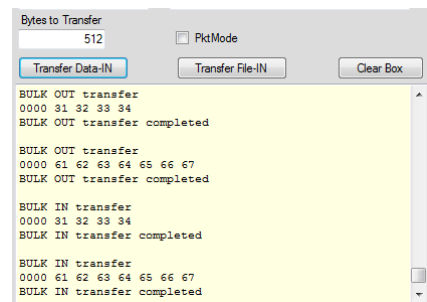 Bytes to Transfer
512
PktMode
Transfer Data-IN Transfer File-IN Clear Box
BULK OUT transfer
0000 31 32 33 34
BULK OUT transfer completed
BULK OUT transfer
0000 61 62 63 64 65 66 67
BULK OUT transfer completed
BULK IN transfer
0000 31 32 33 34
BULK IN transfer completed
BULK IN transfer
0000 61 62 63 64 65 66 67
BULK IN transfer completed